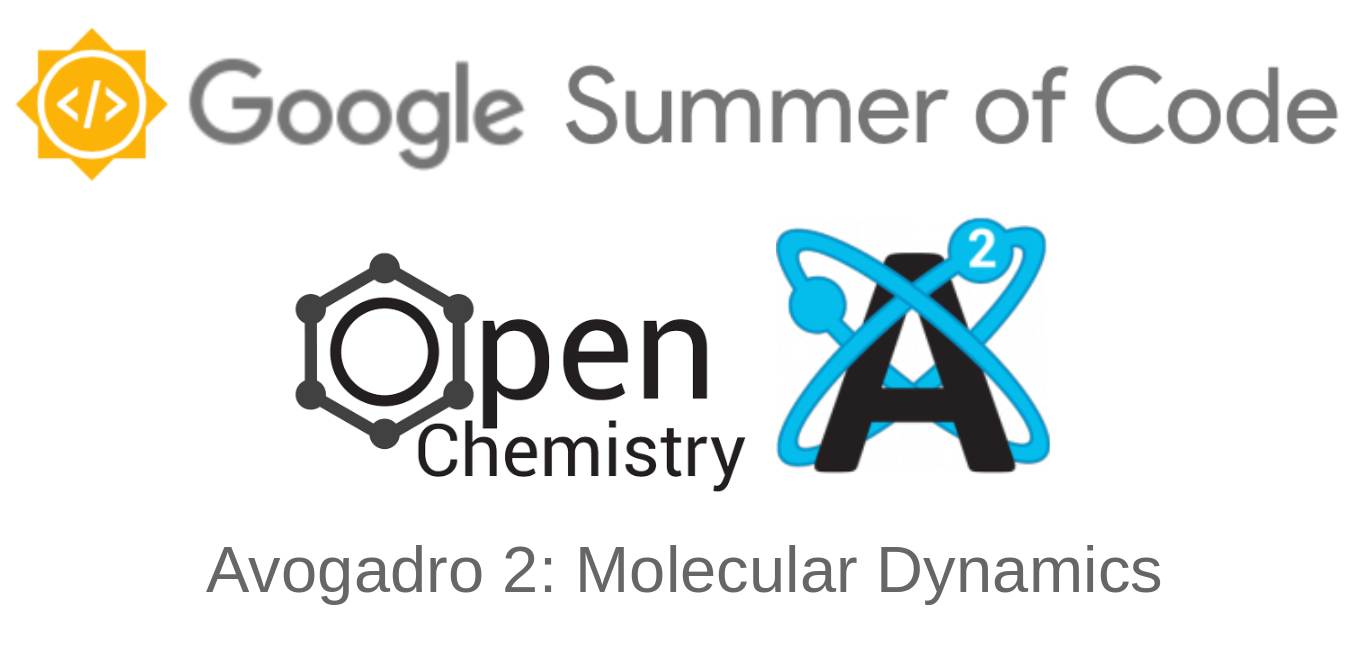 </> Google Summer of Code
Open
Chemistry
A 2
Avogadro 2: Molecular Dynamics